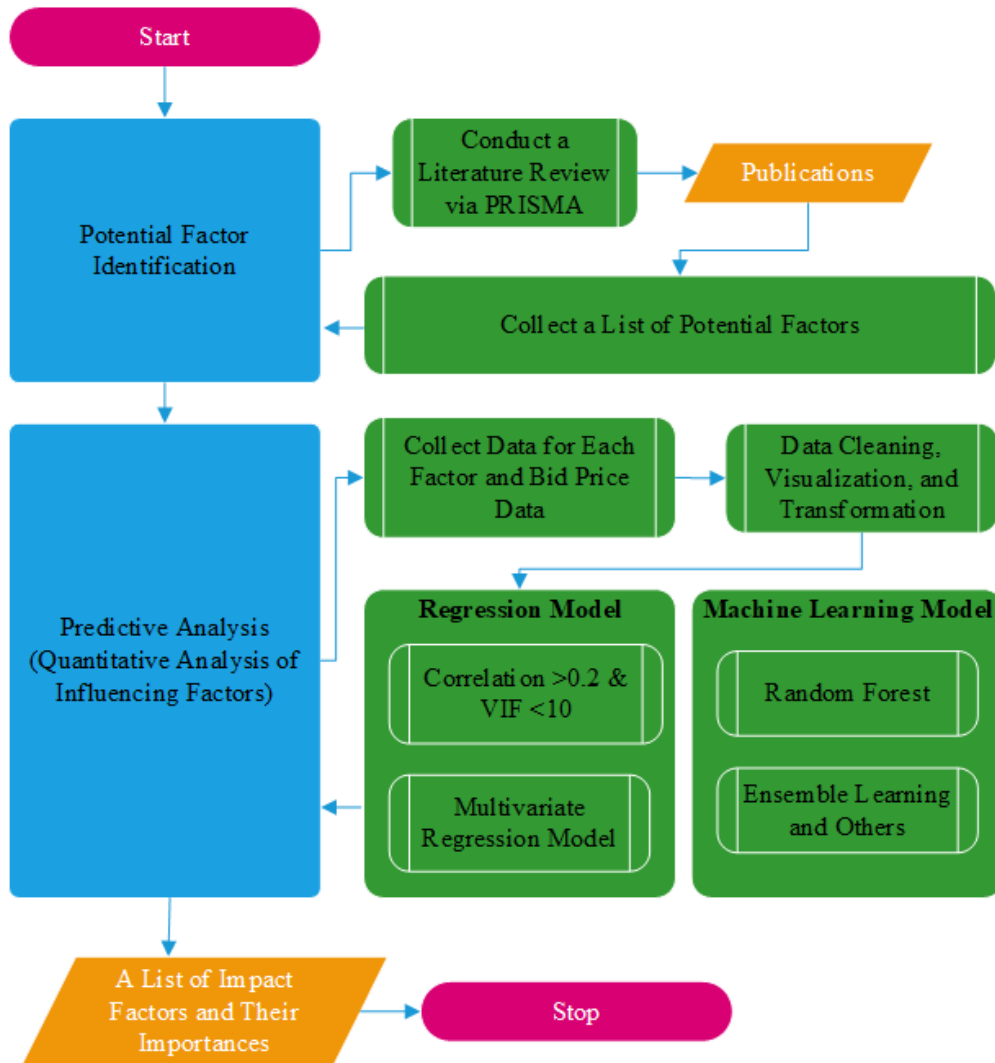 Start
Potential Factor
Identification
Conduct a
Literature Review
via PRISMA
Publications
Collect a List of Potential Factors
Predictive Analysis
(Quantitative Analysis of
Influencing Factors)
Collect Data for Each
Factor and Bid Price
Data
Data Cleaning,
Visualization, and
Transformation
Regression Model
Correlation >0.2 &
VIF <10
Multivariate
Regression Model
Machine Learning Model
Random Forest
Ensemble Learning
and Others
A List of Impact
Factors and Their
Importances
Stop